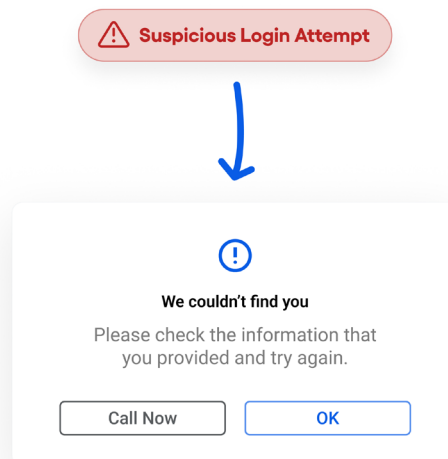 Suspicious Login Attempt
We couldn't find you
Please check the information that
you provided and try again.
Call Now
OK